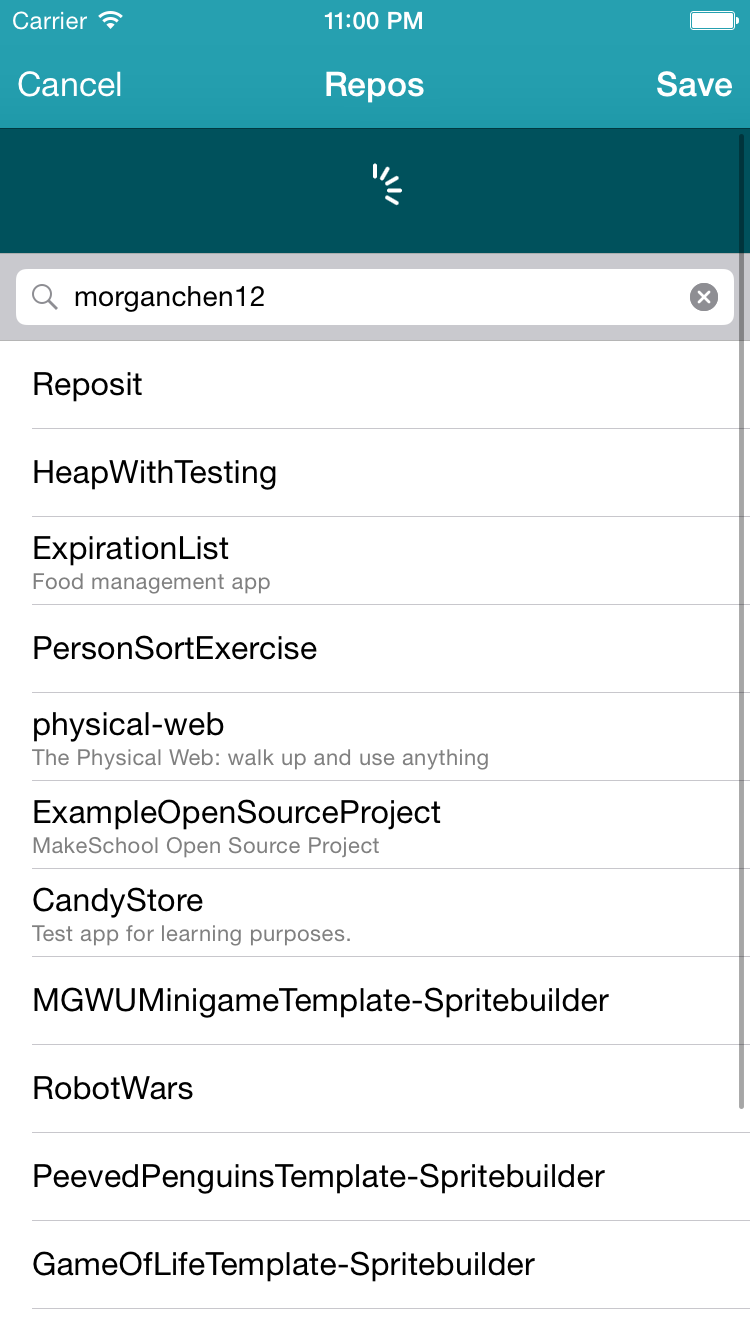 Carrier 11:00 PM
Cancel Repos Save
morganchen12
Reposit
HeapWithTesting
ExpirationList
Food management app
PersonSortExercise
physical-web
The Physical Web: walk up and use anything
ExampleOpenSourceProject
MakeSchool Open Source Project
CandyStore
Test app for learning purposes.
MGWUMinigameTemplate-Spritebuilder
RobotWars
PeevedPenguinsTemplate-Spritebuilder
GameOfLifeTemplate-Spritebuilder